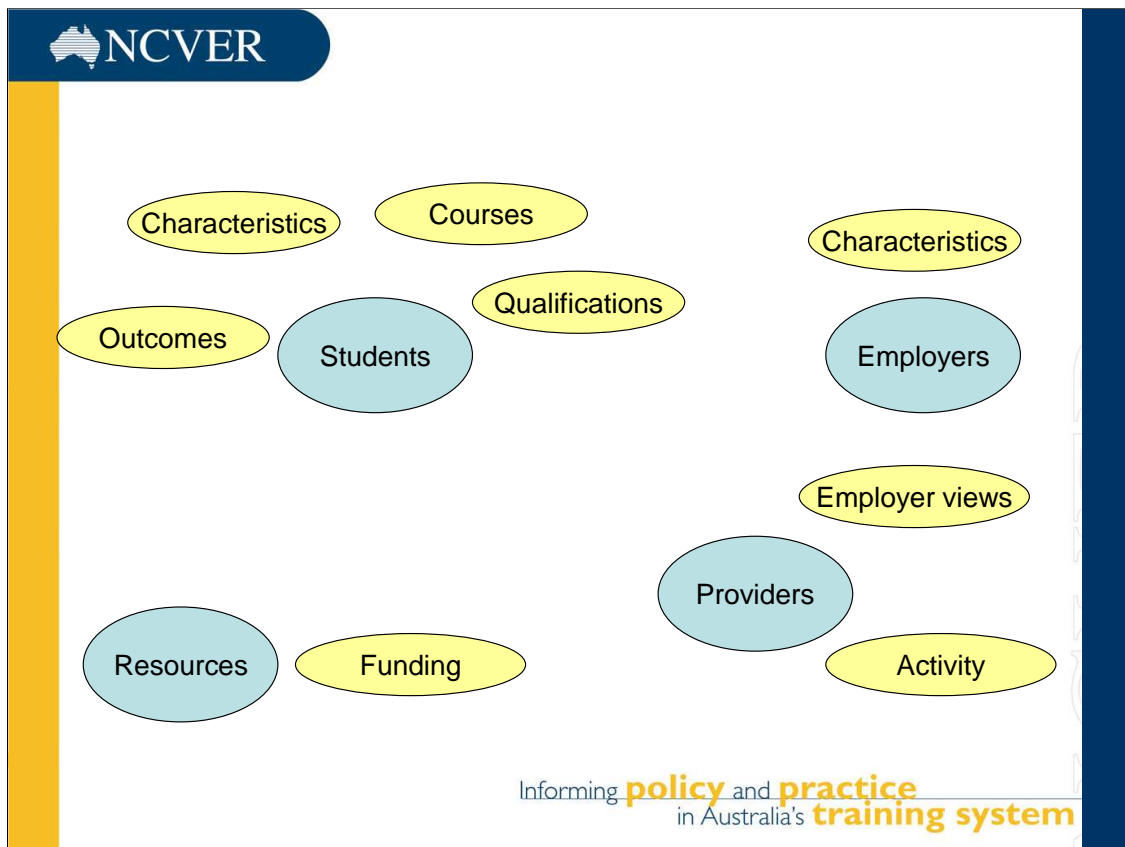 NCVER
Characteristics
Courses
Characteristics
Qualifications
Outcomes
Students
Employers
Employer views
Providers
Resources
Funding
Activity
Informing policy and practice
in Australia's training system